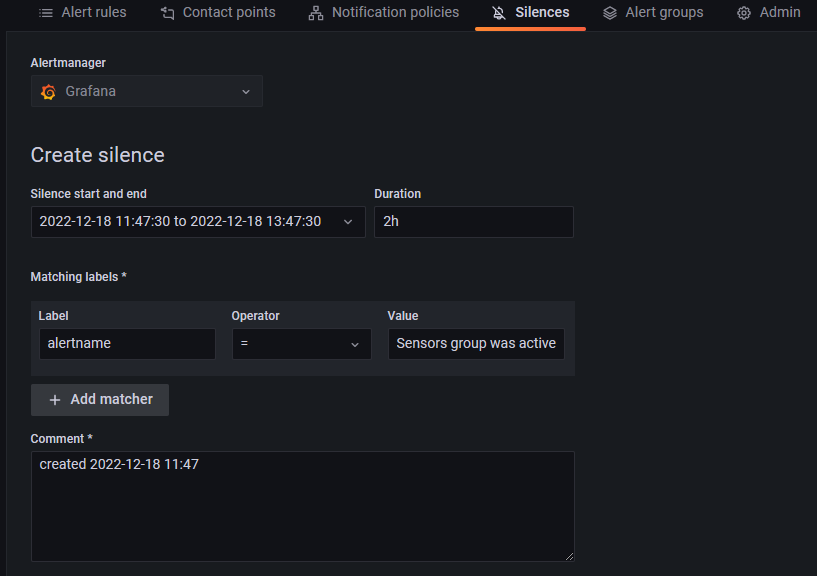 Alert rules Contact points Notification policies Silences Alert groups Admin
Alertmanager
Grafana
Create silence
Silence start and end Duration
2022-12-18 11:47:30 to 2022-12-18 13:47:30 2h
Matching labels *
Label Operator Value
alertname = Sensors group was active
+ Add matcher
Comment *
created 2022-12-18 11:47